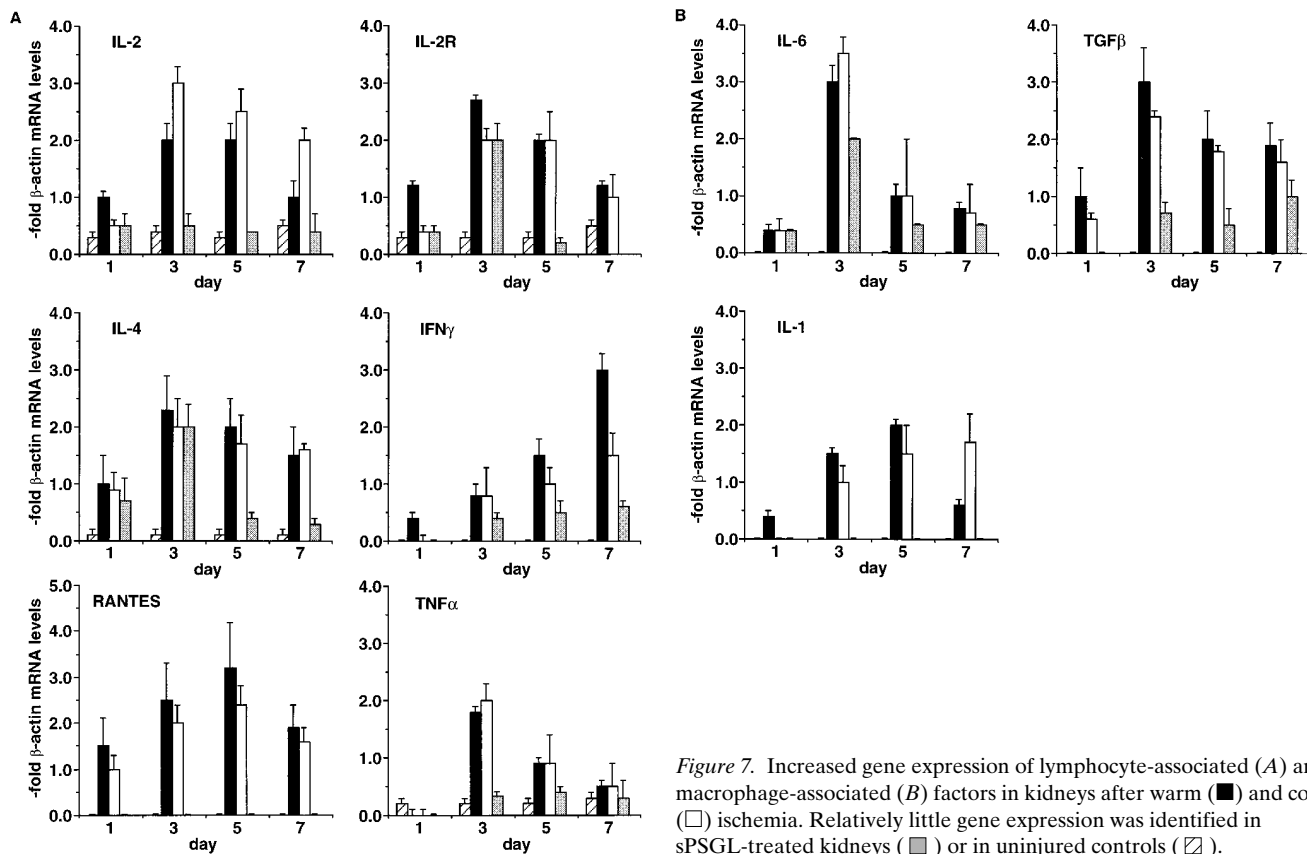 A
IL-2
-fold β-actin mRNA levels
4.0
3.0
2.0
1.0
0.0
1 3 5 7
day
IL-2R
4.0
3.0
2.0
1.0
0.0
1 3 5 7
day
IL-4
-fold β-actin mRNA levels
4.0
3.0
2.0
1.0
0.0
1 3 5 7
day
IFNγ
4.0
3.0
2.0
1.0
0.0
1 3 5 7
day
RANTES
-fold β-actin mRNA levels
5.0
4.0
3.0
2.0
1.0
0.0
1 3 5 7
day
TNFα
4.0
3.0
2.0
1.0
0.0
1 3 5 7
day
B
IL-6
-fold β-actin mRNA levels
4.0
3.0
2.0
1.0
0.0
1 3 5 7
day
TGFβ
4.0
3.0
2.0
1.0
0.0
1 3 5 7
day
IL-1
-fold β-actin mRNA levels
4.0
3.0
2.0
1.0
0.0
1 3 5 7
day
Figure 7. Increased gene expression of lymphocyte-associated (A) an
macrophage-associated (B) factors in kidneys after warm (■) and co
(□) ischemia. Relatively little gene expression was identified in
sPSGL-treated kidneys (▒) or in uninjured controls (▨).